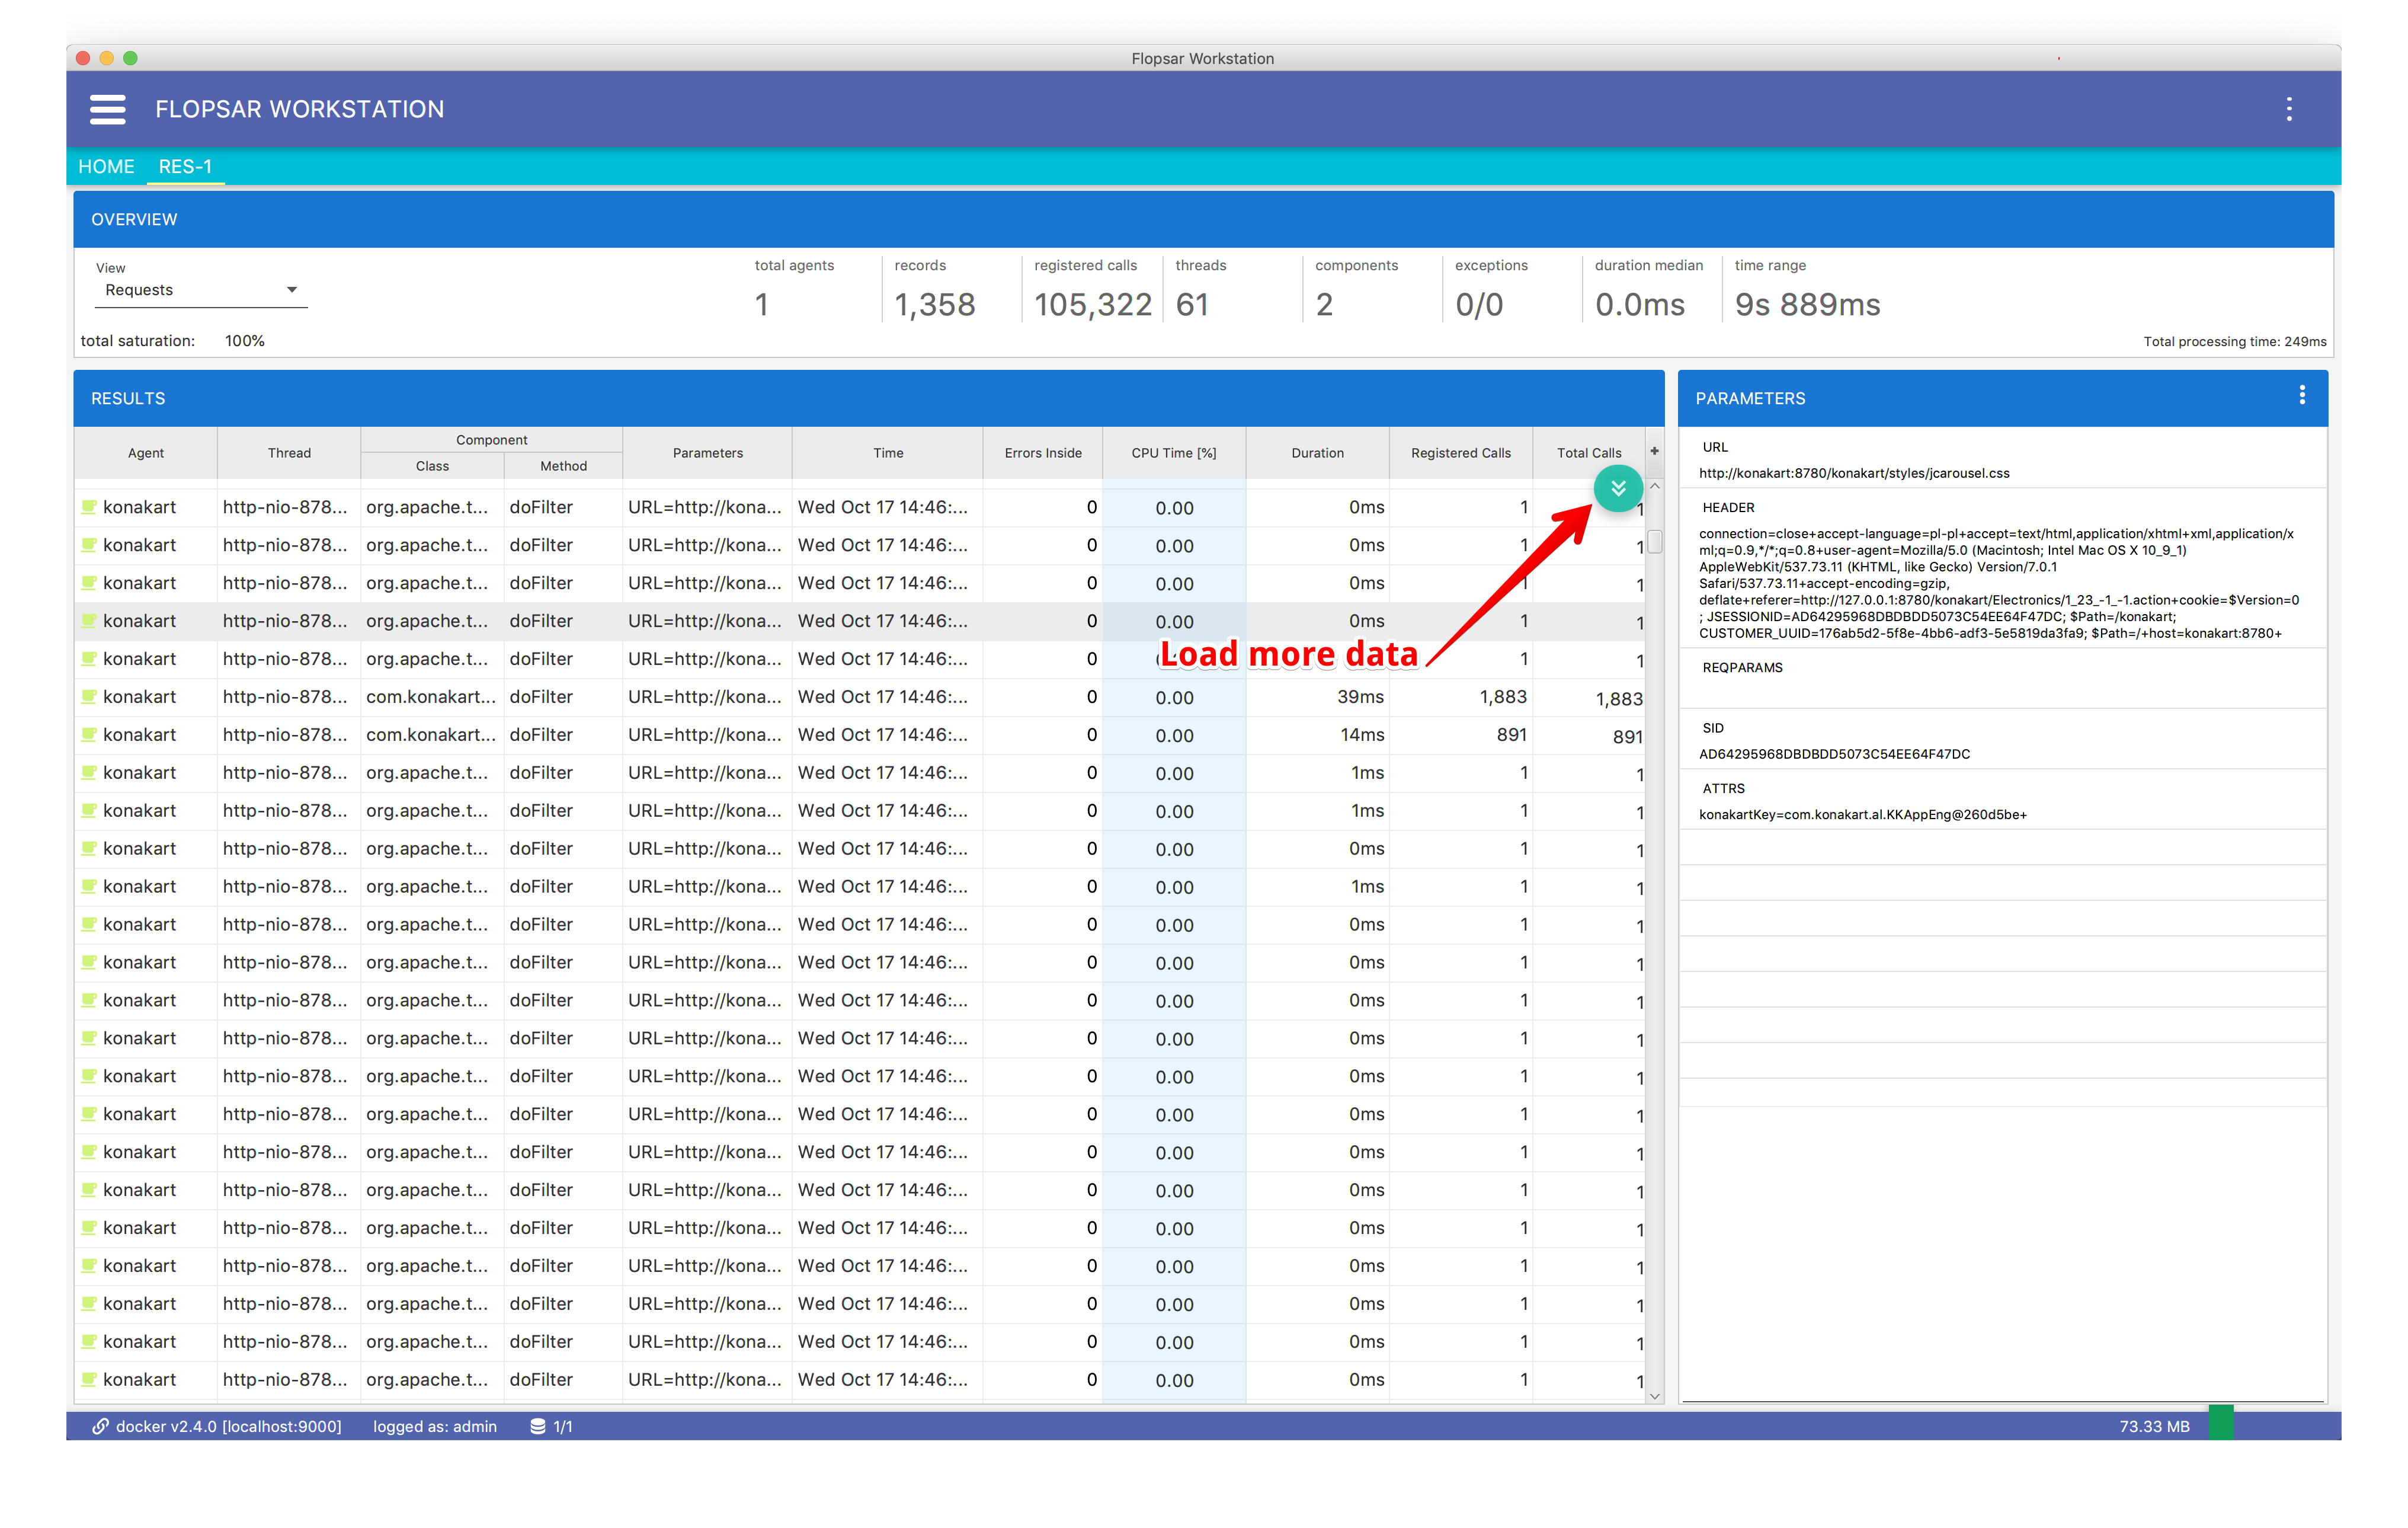 Flopsar Workstation
FLOPSAR WORKSTATION
HOME RES-1
OVERVIEW
View
Requests
total agents records registered calls threads components exceptions duration median time range
1 1,358 105,322 61 2 0/0 0.0ms 9s 889ms
total saturation: 100% Total processing time: 249ms
RESULTS
Agent Thread Component Parameters Time Errors Inside CPU Time [%] Duration Registered Calls Total Calls +
Class Method
konakart http-nio-878... org.apache.t... doFilter URL=http://kona... Wed Oct 17 14:46:... 0 0.00 0ms 1 1
konakart http-nio-878... org.apache.t... doFilter URL=http://kona... Wed Oct 17 14:46:... 0 0.00 0ms 1 1
konakart http-nio-878... org.apache.t... doFilter URL=http://kona... Wed Oct 17 14:46:... 0 0.00 0ms 1 1
konakart http-nio-878... org.apache.t... doFilter URL=http://kona... Wed Oct 17 14:46:... 0 0.00 0ms 1 1
Load more data
konakart http-nio-878... org.apache.t... doFilter URL=http://kona... Wed Oct 17 14:46:... 0 1 1
konakart http-nio-878... com.konakart... doFilter URL=http://kona... Wed Oct 17 14:46:... 0 0.00 39ms 1,883 1,883
konakart http-nio-878... com.konakart... doFilter URL=http://kona... Wed Oct 17 14:46:... 0 0.00 14ms 891 891
konakart http-nio-878... org.apache.t... doFilter URL=http://kona... Wed Oct 17 14:46:... 0 0.00 1ms 1 1
konakart http-nio-878... org.apache.t... doFilter URL=http://kona... Wed Oct 17 14:46:... 0 0.00 1ms 1 1
konakart http-nio-878... org.apache.t... doFilter URL=http://kona... Wed Oct 17 14:46:... 0 0.00 0ms 1 1
konakart http-nio-878... org.apache.t... doFilter URL=http://kona... Wed Oct 17 14:46:... 0 0.00 1ms 1 1
konakart http-nio-878... org.apache.t... doFilter URL=http://kona... Wed Oct 17 14:46:... 0 0.00 0ms 1 1
konakart http-nio-878... org.apache.t... doFilter URL=http://kona... Wed Oct 17 14:46:... 0 0.00 0ms 1 1
konakart http-nio-878... org.apache.t... doFilter URL=http://kona... Wed Oct 17 14:46:... 0 0.00 0ms 1 1
konakart http-nio-878... org.apache.t... doFilter URL=http://kona... Wed Oct 17 14:46:... 0 0.00 0ms 1 1
konakart http-nio-878... org.apache.t... doFilter URL=http://kona... Wed Oct 17 14:46:... 0 0.00 0ms 1 1
konakart http-nio-878... org.apache.t... doFilter URL=http://kona... Wed Oct 17 14:46:... 0 0.00 0ms 1 1
konakart http-nio-878... org.apache.t... doFilter URL=http://kona... Wed Oct 17 14:46:... 0 0.00 0ms 1 1
konakart http-nio-878... org.apache.t... doFilter URL=http://kona... Wed Oct 17 14:46:... 0 0.00 0ms 1 1
konakart http-nio-878... org.apache.t... doFilter URL=http://kona... Wed Oct 17 14:46:... 0 0.00 0ms 1 1
konakart http-nio-878... org.apache.t... doFilter URL=http://kona... Wed Oct 17 14:46:... 0 0.00 0ms 1 1
konakart http-nio-878... org.apache.t... doFilter URL=http://kona... Wed Oct 17 14:46:... 0 0.00 0ms 1 1
konakart http-nio-878... org.apache.t... doFilter URL=http://kona... Wed Oct 17 14:46:... 0 0.00 0ms 1 1
konakart http-nio-878... org.apache.t... doFilter URL=http://kona... Wed Oct 17 14:46:... 0 0.00 0ms 1 1
PARAMETERS
URL
http://konakart:8780/konakart/styles/jcarousel.css
HEADER
connection=close+accept-language=pl-pl+accept=text/html,application/xhtml+xml,application/x
ml;q=0.9,*/*;q=0.8+user-agent=Mozilla/5.0 (Macintosh; Intel Mac OS X 10_9_1)
AppleWebKit/537.73.11 (KHTML, like Gecko) Version/7.0.1
Safari/537.73.11+accept-encoding=gzip,
deflate+referer=http://127.0.0.1:8780/konakart/Electronics/1_23_-1_-1.action+cookie=$Version=0
; JSESSIONID=AD64295968DBDBDD5073C54EE64F47DC; $Path=/konakart;
CUSTOMER_UUID=176ab5d2-5f8e-4bb6-adf3-5e5819da3fa9; $Path=/+host=konakart:8780+
REQPARAMS
SID
AD64295968DBDBDD5073C54EE64F47DC
ATTRS
konakartKey=com.konakart.al.KKAppEng@260d5be+
docker v2.4.0 [localhost:9000] logged as: admin 1/1 73.33 MB